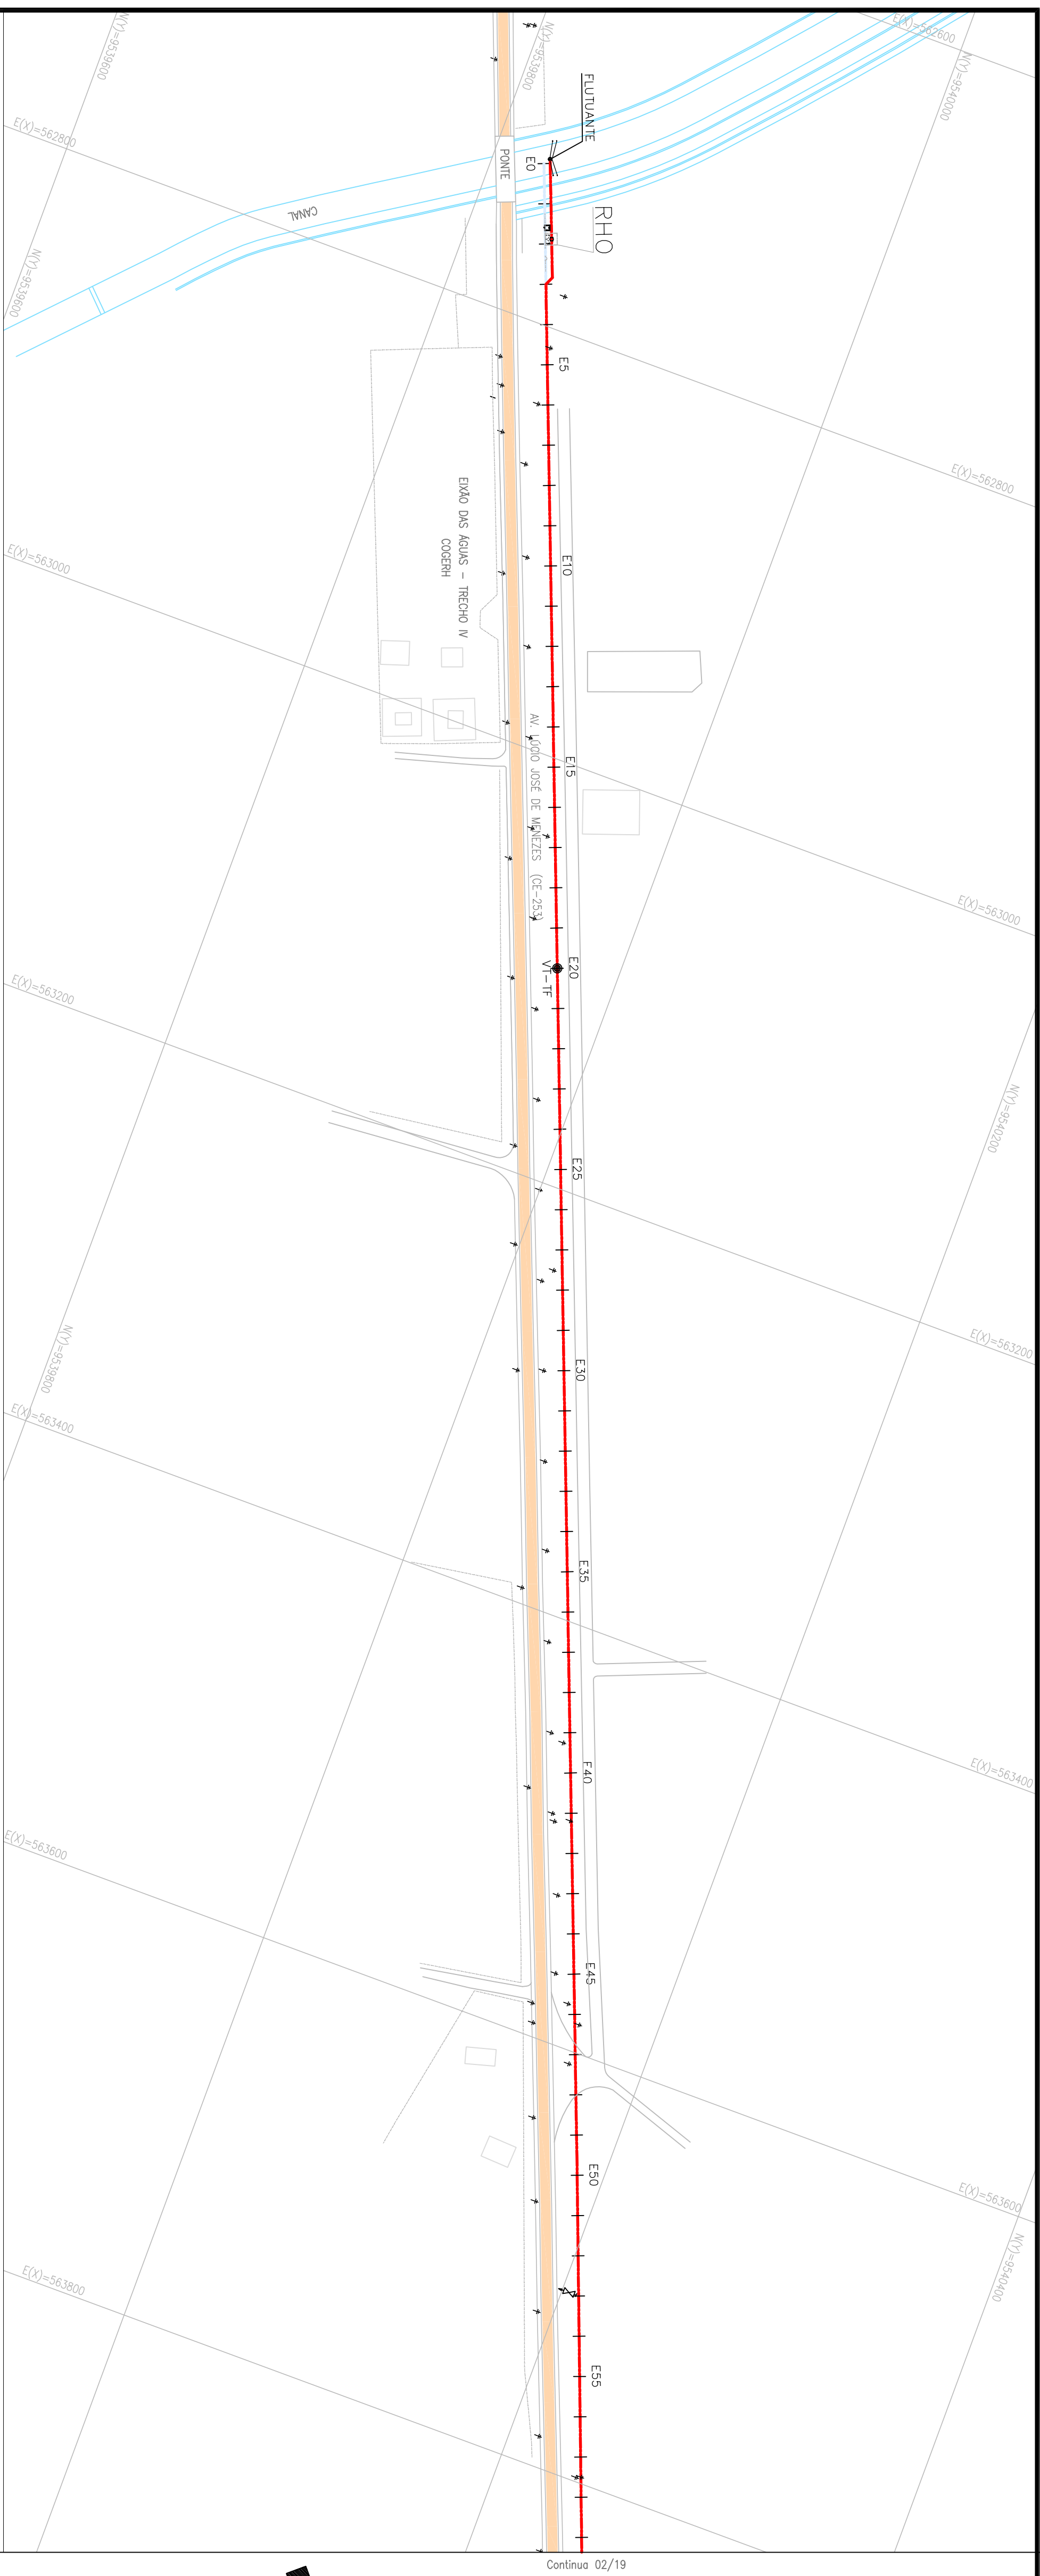 N(Y)=9539600
N(Y)=9539800
E(X)=562600
N(Y)=9540000
E(X)=562800
FLUTUANTE
PONTE
E0
RHO
CANAL
N(Y)=9539600
E5
E(X)=562800
EIXÃO DAS ÁGUAS - TRECHO IV
COGERH
E(X)=563000
E10
AV. LÚCIO JOSÉ DE MENEZES (CE-253)
E15
E(X)=563000
E20
VT-TF
E(X)=563200
N(Y)=9540200
E25
E(X)=563200
N(Y)=9539800
E30
E(X)=563400
E35
E40
E(X)=563400
E(X)=563600
E45
E50
E(X)=563600
N(Y)=9540400
E(X)=563800
E55
Continua 02/19